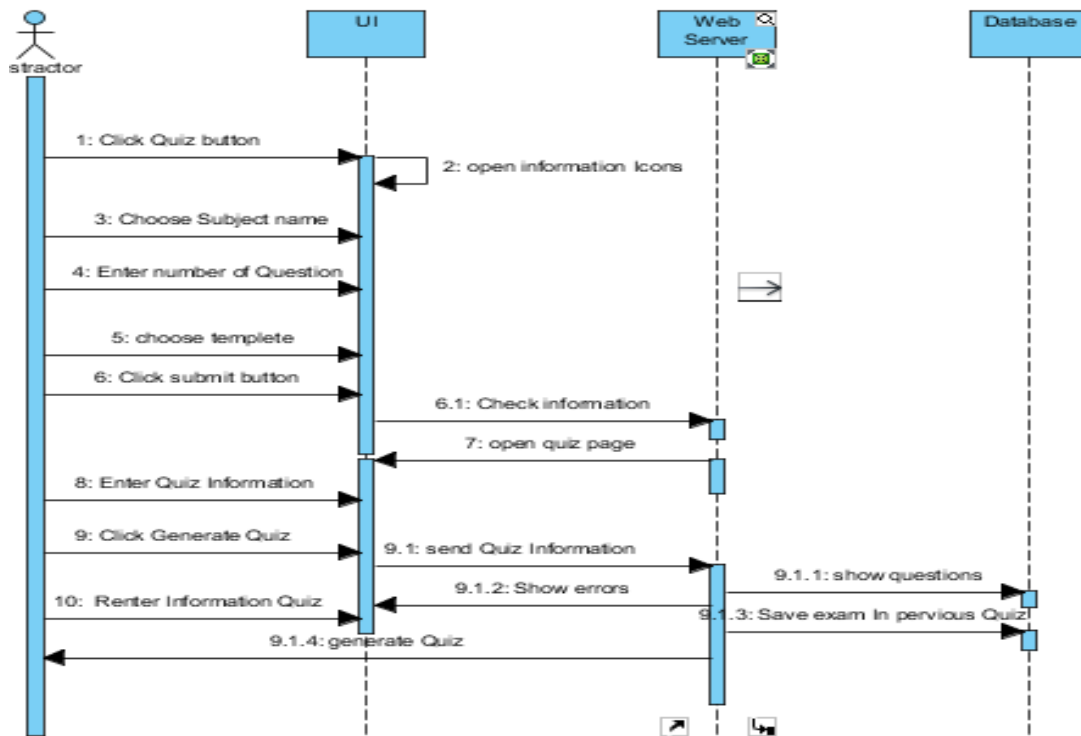 UI
Web
Server
Database
stractor
1: Click Quiz button
2: open information Icons
3: Choose Subject name
4: Enter number of Question
5: choose templete
6: Click submit button
6.1: Check information
7: open quiz page
8: Enter Quiz Information
9: Click Generate Quiz
9.1: send Quiz Information
9.1.1: show questions
9.1.2: Show errors
10: Renter Information Quiz
9.1.3: Save exam In pervious Quiz
9.1.4: generate Quiz